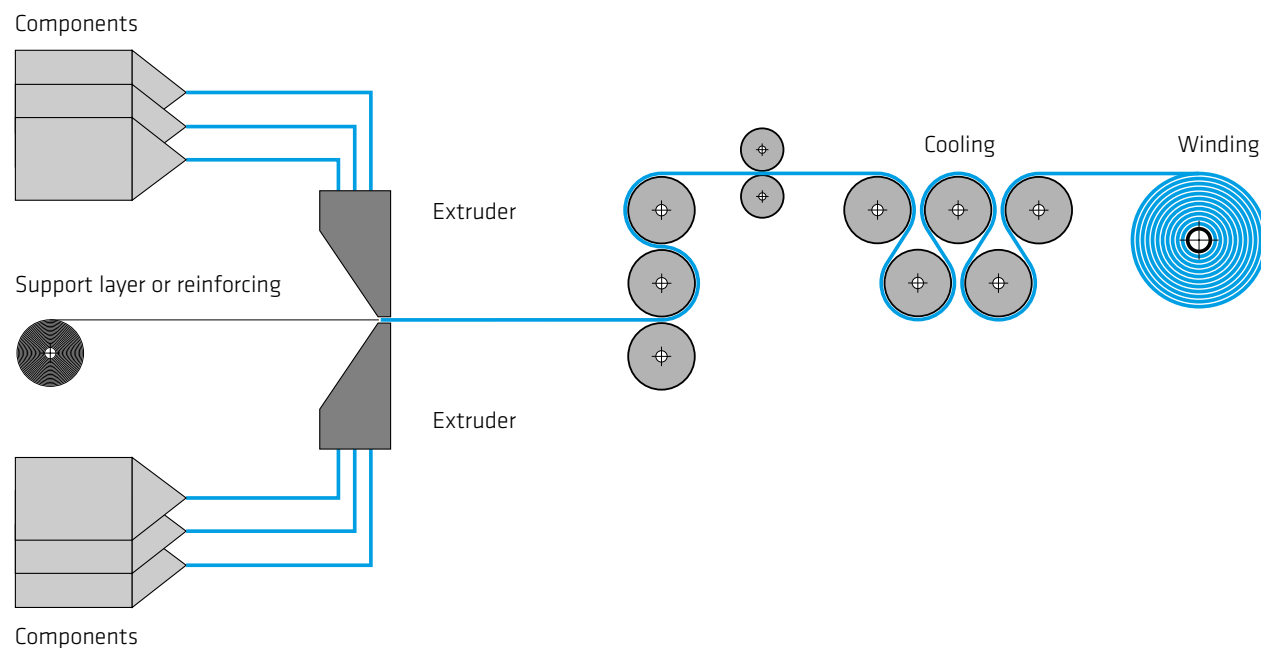 Components
Cooling
Winding
Extruder
Support layer or reinforcing
Extruder
Components